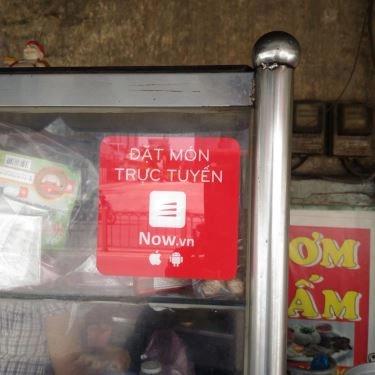 ĐẶT MÓN
TRỰC TUYẾN
Now.vn
ƠM
ẤM